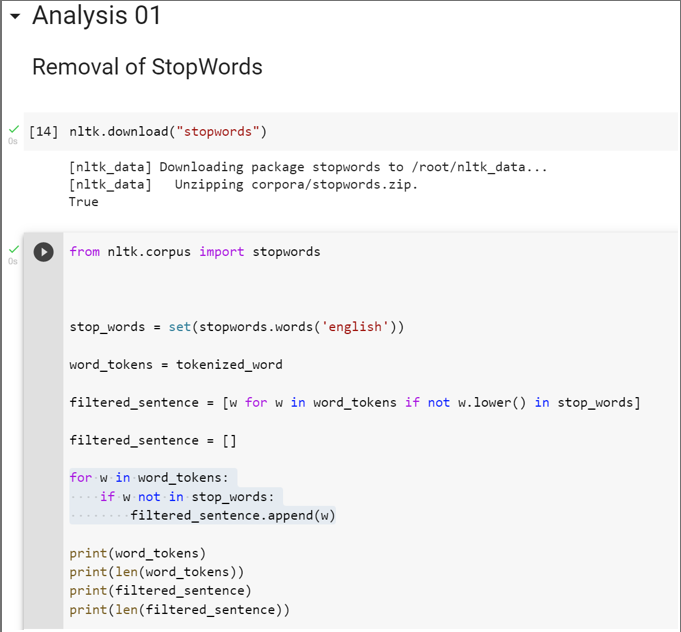 Analysis 01
Removal of StopWords
[14] nltk.download("stopwords")
0s
[nltk_data] Downloading package stopwords to /root/nltk_data...
[nltk_data]   Unzipping corpora/stopwords.zip.
True
from nltk.corpus import stopwords
0s
stop_words = set(stopwords.words('english'))
word_tokens = tokenized_word
filtered_sentence = [w for w in word_tokens if not w.lower() in stop_words]
filtered_sentence = []
for w in word_tokens:
    if w not in stop_words:
        filtered_sentence.append(w)
print(word_tokens)
print(len(word_tokens))
print(filtered_sentence)
print(len(filtered_sentence))